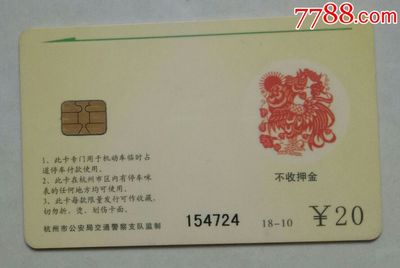 7788.com
不收押金
1、此卡专门用于机动车临时占
道停车付款使用。
2、此卡在杭州市区内有停车咪
表的任何地方均可使用。
3、此卡每款限量发行可作收藏，
切勿新、烫、刮伤卡面。
杭州市公安局交通警察支队监制
154724
18-10
￥20